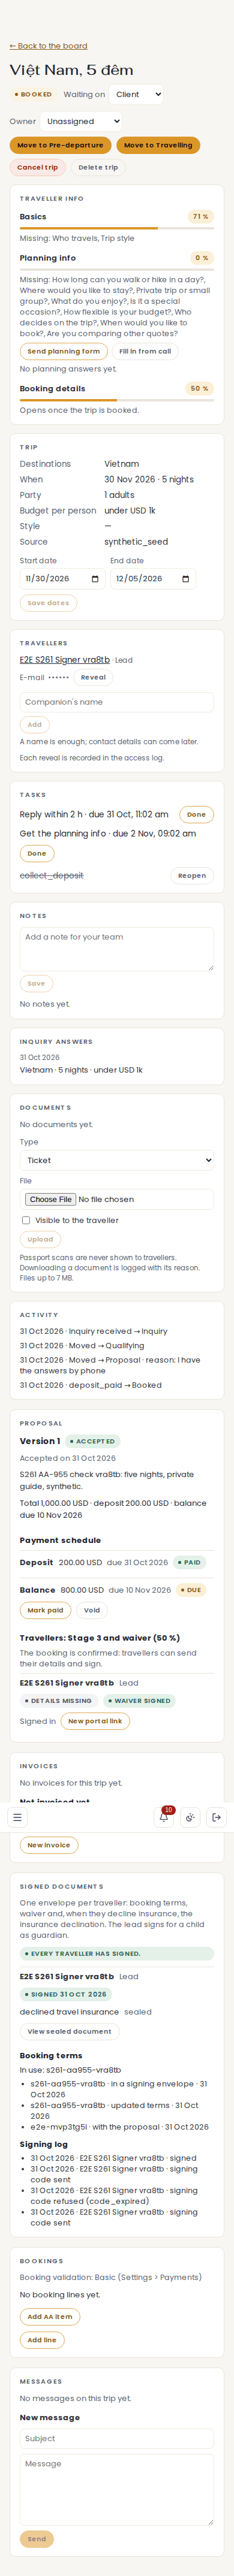 ← Back to the board
Việt Nam, 5 đêm
BOOKED
Waiting on
Client
Owner
Unassigned
Move to Pre-departure
Move to Travelling
Cancel trip
Delete trip
TRAVELLER INFO
Basics
71 %
Missing: Who travels, Trip style
Planning info
0 %
Missing: How long can you walk or hike in a day?,
Where would you like to stay?, Private trip or small
group?, What do you enjoy?, Is it a special
occasion?, How flexible is your budget?, Who
decides on the trip?, When would you like to
book?, Are you comparing other quotes?
Send planning form
Fill in from call
No planning answers yet.
Booking details
50 %
Opens once the trip is booked.
TRIP
Destinations
Vietnam
When
30 Nov 2026 · 5 nights
Party
1 adults
Budget per person
under USD 1k
Style
—
Source
synthetic_seed
Start date
End date
11/30/2026
12/05/2026
Save dates
TRAVELLERS
E2E S261 Signer vra8tb · Lead
E-mail ••••••
Reveal
Companion's name
Add
A name is enough; contact details can come later.
Each reveal is recorded in the access log.
TASKS
Reply within 2 h · due 31 Oct, 11:02 am
Done
Get the planning info · due 2 Nov, 09:02 am
Done
collect_deposit
Reopen
NOTES
Add a note for your team
Save
No notes yet.
INQUIRY ANSWERS
31 Oct 2026
Vietnam · 5 nights · under USD 1k
DOCUMENTS
No documents yet.
Type
Ticket
File
Choose File
No file chosen
Visible to the traveller
Upload
Passport scans are never shown to travellers.
Downloading a document is logged with its reason.
Files up to 7 MB.
ACTIVITY
31 Oct 2026 · Inquiry received → Inquiry
31 Oct 2026 · Moved → Qualifying
31 Oct 2026 · Moved → Proposal · reason: I have
the answers by phone
31 Oct 2026 · deposit_paid → Booked
PROPOSAL
Version 1
ACCEPTED
Accepted on 31 Oct 2026
S261 AA-955 check vra8tb: five nights, private
guide, synthetic.
Total 1,000.00 USD · deposit 200.00 USD · balance
due 10 Nov 2026
Payment schedule
Deposit 200.00 USD due 31 Oct 2026
PAID
Balance 800.00 USD due 10 Nov 2026
DUE
Mark paid
Void
Travellers: Stage 3 and waiver (50 %)
The booking is confirmed: travellers can send
their details and sign.
E2E S261 Signer vra8tb Lead
DETAILS MISSING
WAIVER SIGNED
Signed in
New portal link
INVOICES
No invoices for this trip yet.
10
New invoice
SIGNED DOCUMENTS
One envelope per traveller: booking terms,
waiver and, when they decline insurance, the
insurance declination. The lead signs for a child
as guardian.
EVERY TRAVELLER HAS SIGNED.
E2E S261 Signer vra8tb Lead
SIGNED 31 OCT 2026
declined travel insurance sealed
View sealed document
Booking terms
In use: s261-aa955-vra8tb
• s261-aa955-vra8tb · in a signing envelope · 31
Oct 2026
• s261-aa955-vra8tb · updated terms · 31 Oct
2026
• e2e-mvp3tg5i · with the proposal · 31 Oct 2026
Signing log
• 31 Oct 2026 · E2E S261 Signer vra8tb · signed
• 31 Oct 2026 · E2E S261 Signer vra8tb · signing
code sent
• 31 Oct 2026 · E2E S261 Signer vra8tb · signing
code refused (code_expired)
• 31 Oct 2026 · E2E S261 Signer vra8tb · signing
code sent
BOOKINGS
Booking validation: Basic (Settings > Payments)
No booking lines yet.
Add AA item
Add line
MESSAGES
No messages on this trip yet.
New message
Subject
Message
Send